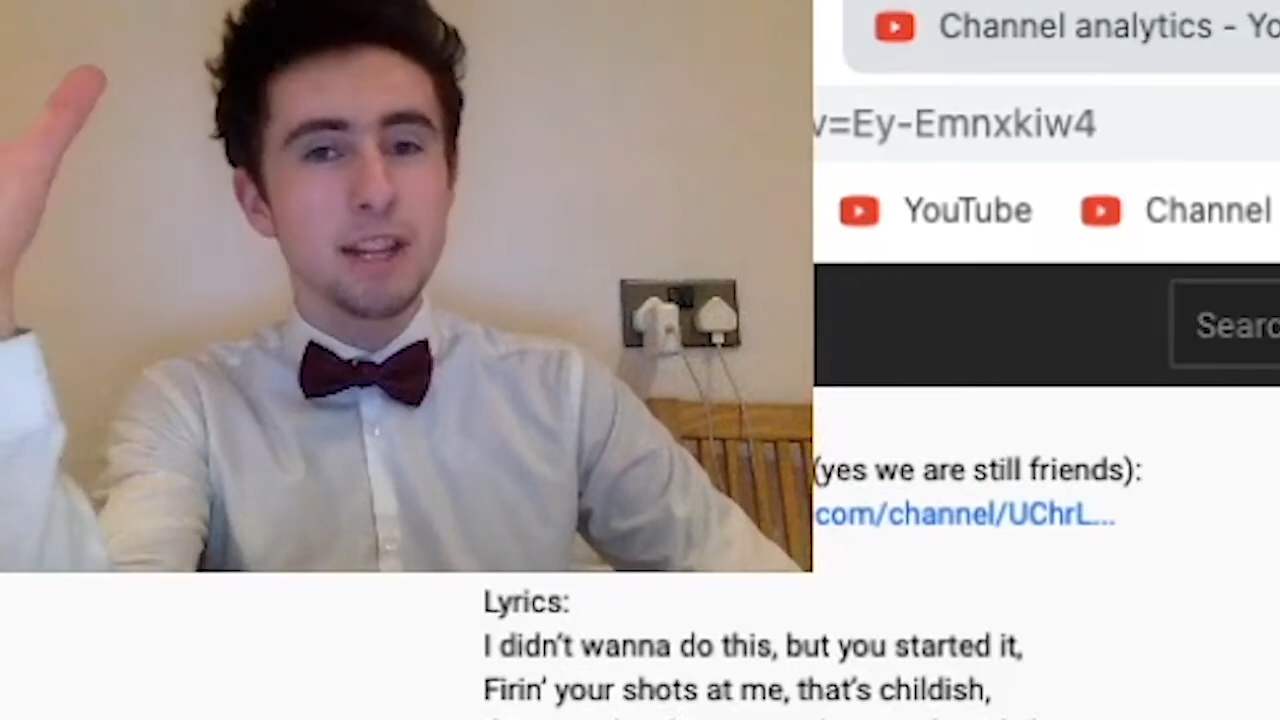 Channel analytics - Yo
v=Ey-Emnxkiw4
YouTube Channel
Searc
(yes we are still friends):
com/channel/UChrL...
Lyrics:
I didn't wanna do this, but you started it,
Firin' your shots at me, that's childish,